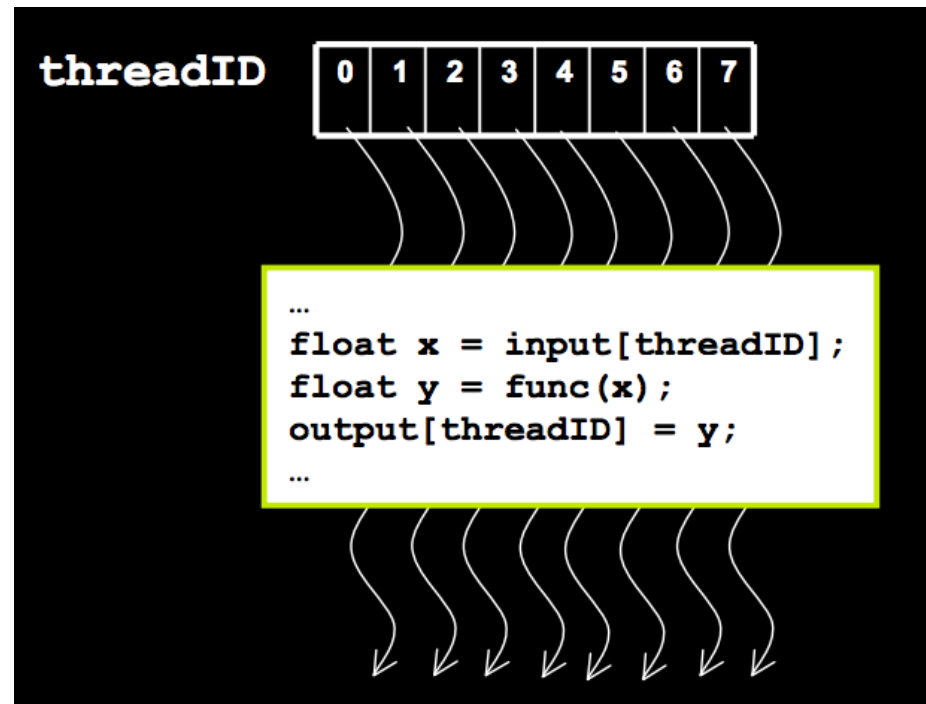 threadID 0 1 2 3 4 5 6 7
…
float x = input[threadID];
float y = func(x);
output[threadID] = y;
…